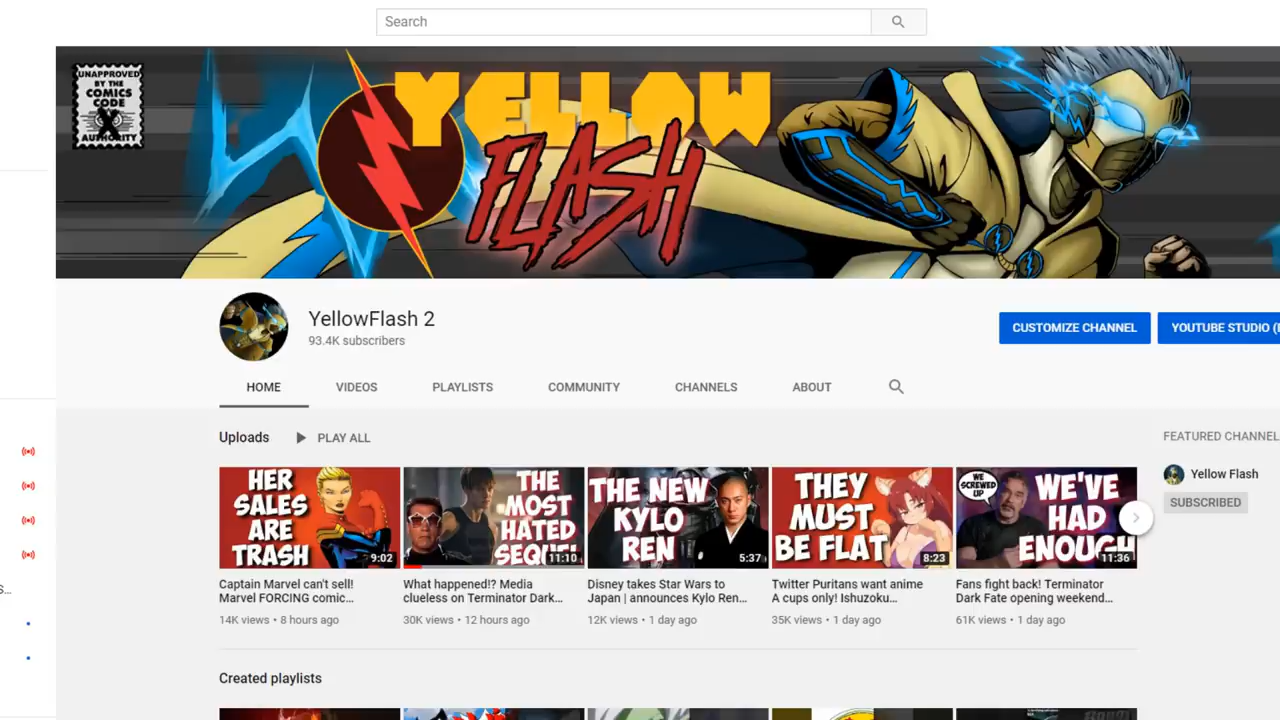 Search
UNAPPROVED
BY THE
COMICS
CODE
AUTHORITY
YELLOW
FLASH
YellowFlash 2
93.4K subscribers
CUSTOMIZE CHANNEL
YOUTUBE STUDIO (
HOME
VIDEOS
PLAYLISTS
COMMUNITY
CHANNELS
ABOUT
Uploads
PLAY ALL
FEATURED CHANNEL
Yellow Flash
SUBSCRIBED
HER
SALES
ARE
TRASH
9:02
THE
MOST
HATED
SEQUEL
11:10
THE NEW
KYLO
REN
5:37
THEY
MUST
BE FLAT
8:23
WE
SCREWED
UP
WE'VE
HAD
ENOUGH
11:36
Captain Marvel can't sell!
Marvel FORCING comic...
14K views • 8 hours ago
What happened!? Media
clueless on Terminator Dark...
30K views • 12 hours ago
Disney takes Star Wars to
Japan | announces Kylo Ren...
12K views • 1 day ago
Twitter Puritans want anime
A cups only! Ishuzoku...
35K views • 1 day ago
Fans fight back! Terminator
Dark Fate opening weekend...
61K views • 1 day ago
S...
Created playlists